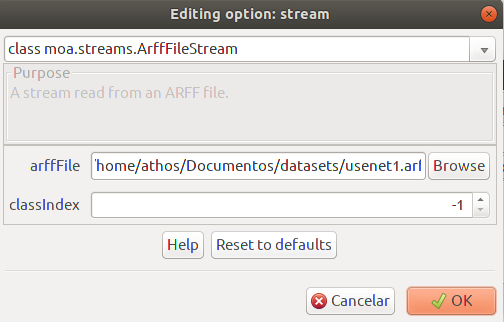 Editing option: stream
class moa.streams.ArffFileStream
Purpose
A stream read from an ARFF file.
arffFile /home/athos/Documentos/datasets/usenet1.arf Browse
classIndex -1
Help Reset to defaults
Cancelar OK